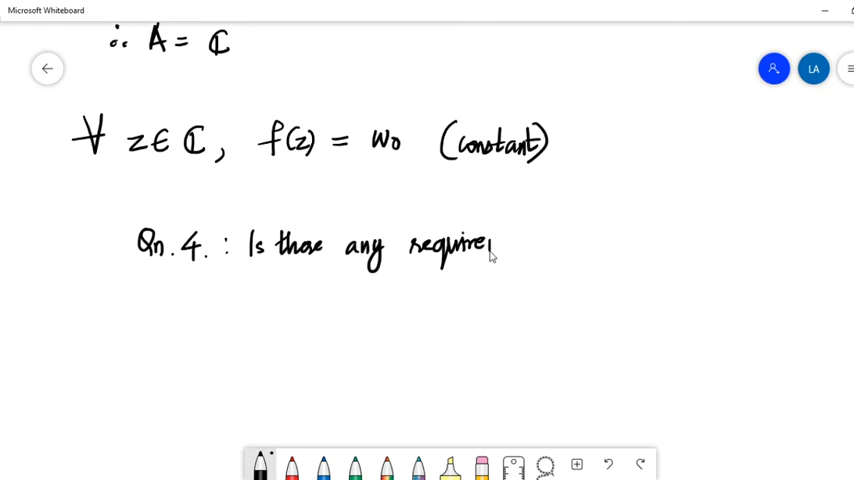 Microsoft Whiteboard
∴ A = ℂ
LA
∀ z ∈ ℂ, f(z) = w₀ (constant)
Qn. 4. : Is there any require